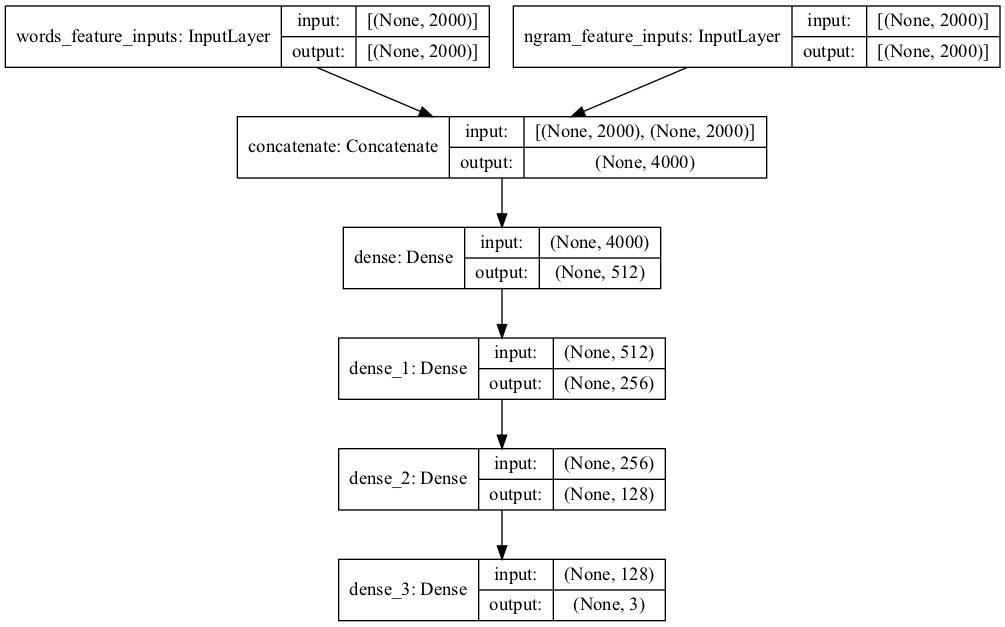 words_feature_inputs: InputLayer
input: [(None, 2000)]
output: [(None, 2000)]
ngram_feature_inputs: InputLayer
input: [(None, 2000)]
output: [(None, 2000)]
concatenate: Concatenate
input: [(None, 2000), (None, 2000)]
output: (None, 4000)
dense: Dense
input: (None, 4000)
output: (None, 512)
dense_1: Dense
input: (None, 512)
output: (None, 256)
dense_2: Dense
input: (None, 256)
output: (None, 128)
dense_3: Dense
input: (None, 128)
output: (None, 3)